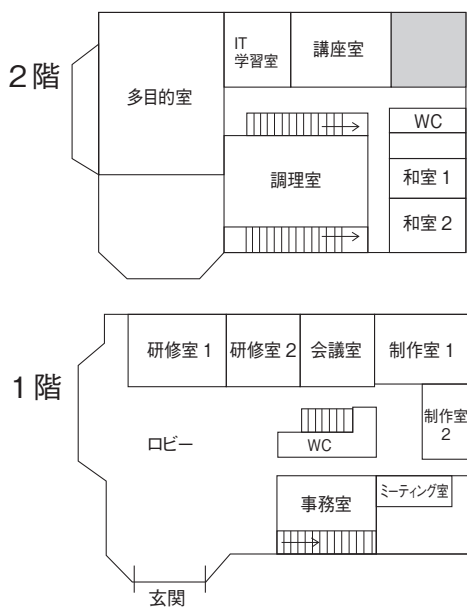 2階
IT
学習室
講座室
多目的室
WC
調理室
和室 1
和室 2
1階
研修室 1
研修室 2
会議室
制作室 1
制作室
2
ロビー
WC
事務室
ミーティング室
玄関